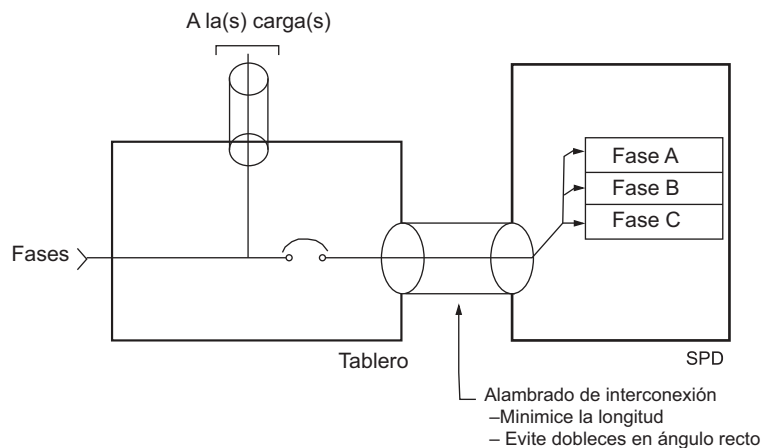 A la(s) carga(s)
Fase A
Fase B
Fase C
Fases
Tablero
SPD
Alambrado de interconexión
–Minimice la longitud
– Evite dobleces en ángulo recto